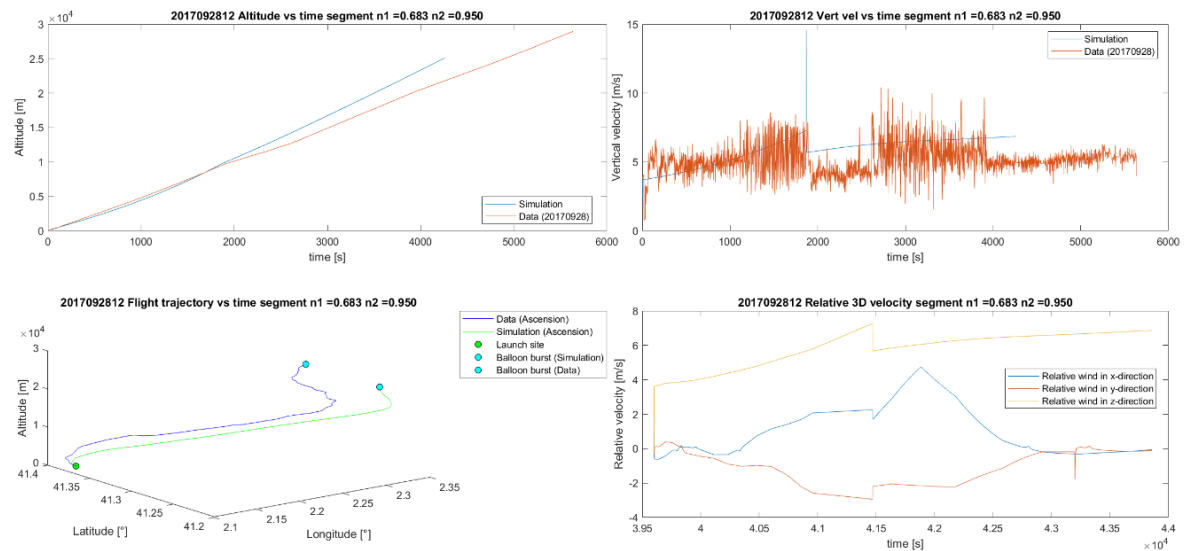 2017092812 Altitude vs time segment n1 =0.683 n2 =0.950
×10⁴
3
2.5
2
1.5
1
0.5
0
Altitude [m]
0 1000 2000 3000 4000 5000 6000
time [s]
Simulation
Data (20170928)
2017092812 Vert vel vs time segment n1 =0.683 n2 =0.950
15
10
5
0
Vertical velocity [m/s]
0 1000 2000 3000 4000 5000 6000
time [s]
Simulation
Data (20170928)
2017092812 Flight trajectory vs time segment n1 =0.683 n2 =0.950
×10⁴
3
2
1
0
Altitude [m]
41.4
41.35
41.3
41.25
41.2
Latitude [°]
2.1
2.15
2.2
2.25
2.3
2.35
Longitude [°]
Data (Ascension)
Simulation (Ascension)
Launch site
Balloon burst (Simulation)
Balloon burst (Data)
2017092812 Relative 3D velocity segment n1 =0.683 n2 =0.950
8
6
4
2
0
-2
-4
Relative velocity [m/s]
3.95 4 4.05 4.1 4.15 4.2 4.25 4.3 4.35 4.4
time [s]
×10⁴
Relative wind in x-direction
Relative wind in y-direction
Relative wind in z-direction